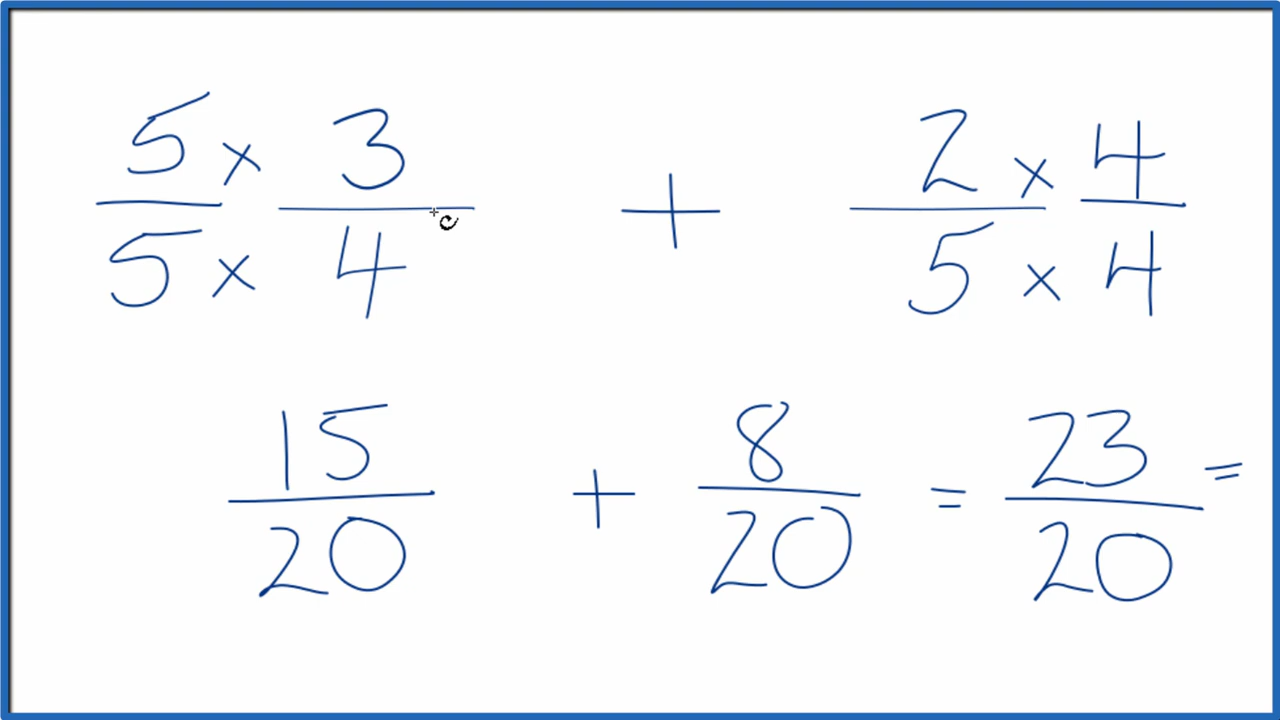 5 × 3 + 2 × 4
5 × 4 5 × 4
15 + 8 = 23 =
20 20 20